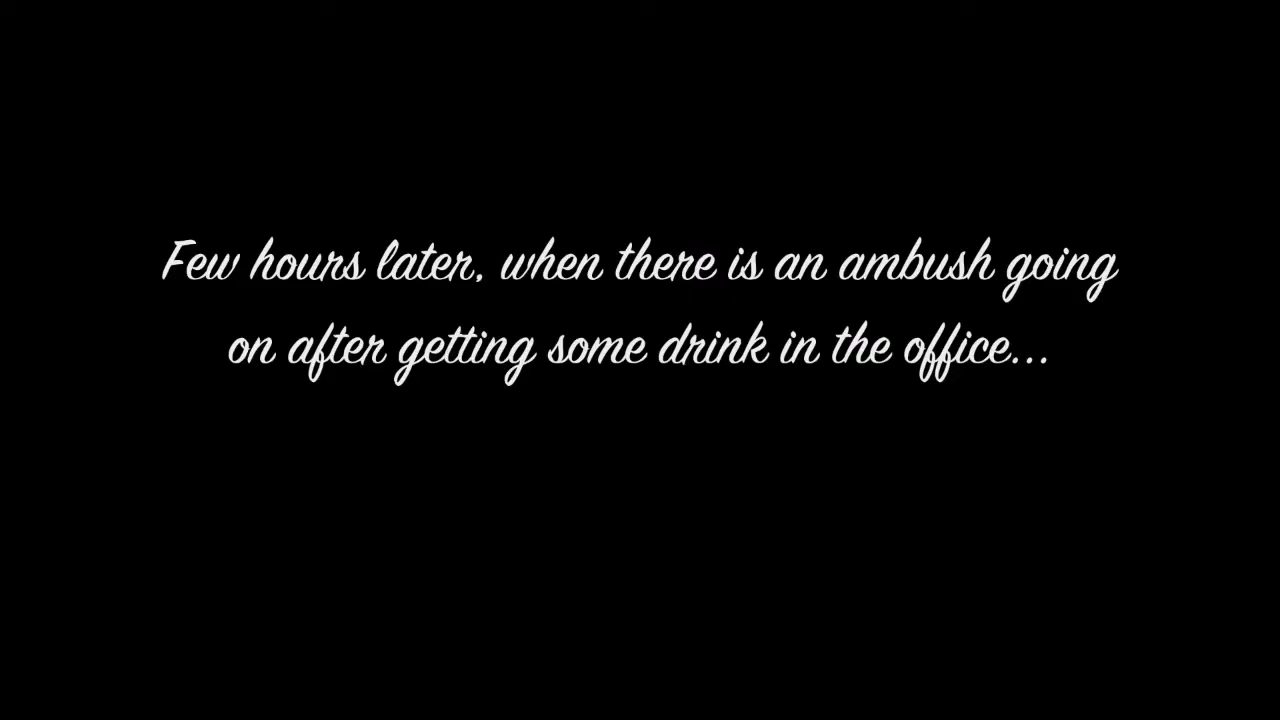 Few hours later, when there is an ambush going
on after getting some drink in the office...